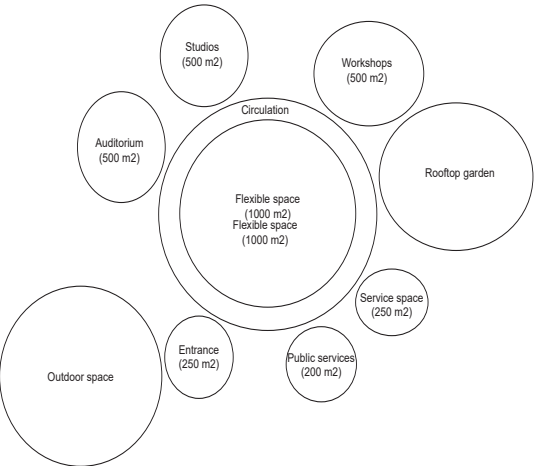 Studios
(500 m2)
Workshops
(500 m2)
Circulation
Auditorium
(500 m2)
Rooftop garden
Flexible space
(1000 m2)
Flexible space
(1000 m2)
Service space
(250 m2)
Entrance
(250 m2)
Public services
(200 m2)
Outdoor space